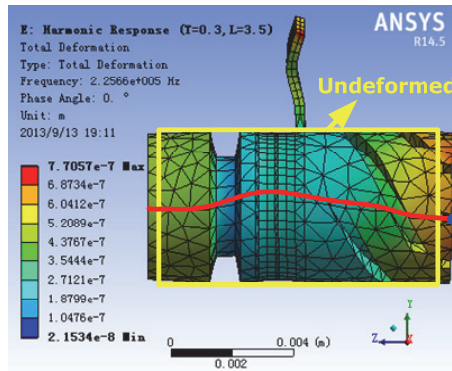 E: Harmonic Response (T=0.3,L=3.5)
Total Deformation
Type: Total Deformation
Frequency: 2.2566e+005 Hz
Phase Angle: 0. °
Unit: m
2013/9/13 19:11
ANSYS
R14.5
Undeformed
7.7057e-7 Max
6.8734e-7
6.0412e-7
5.2089e-7
4.3767e-7
3.5444e-7
2.7121e-7
1.8799e-7
1.0476e-7
2.1534e-8 Min
0
0.004 (m)
0.002
Y
Z
X